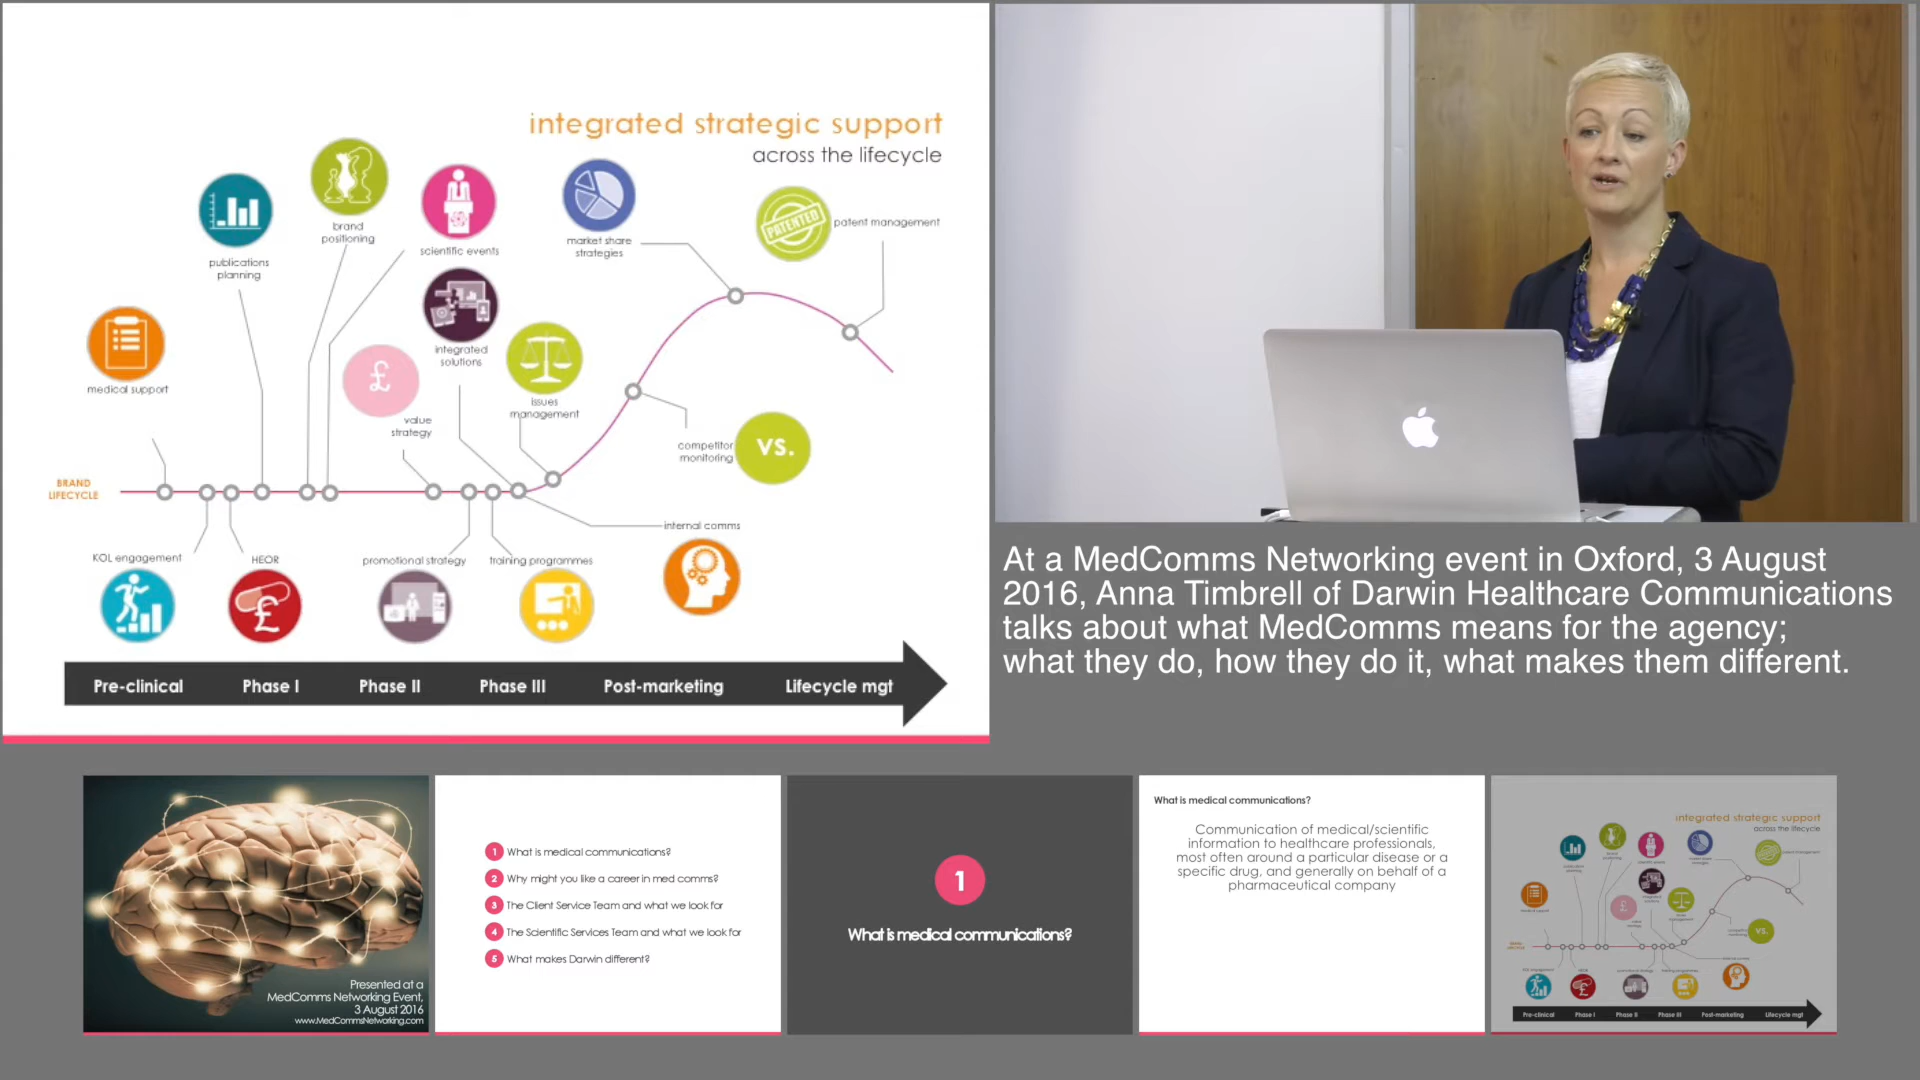 integrated strategic support
across the lifecycle
brand
positioning
publications
planning
scientific events
market share
strategies
PATENTED
patent management
integrated
solutions
medical support
£
value
strategy
issues
management
competitor
monitoring
VS.
BRAND
LIFECYCLE
internal comms
KOL engagement
HEOR
£
promotional strategy
training programmes
Pre-clinical
Phase I
Phase II
Phase III
Post-marketing
Lifecycle mgt
At a MedComms Networking event in Oxford, 3 August
2016, Anna Timbrell of Darwin Healthcare Communications
talks about what MedComms means for the agency;
what they do, how they do it, what makes them different.
Presented at a
MedComms Networking Event,
3 August 2016
www.MedCommsNetworking.com
1 What is medical communications?
2 Why might you like a career in med comms?
3 The Client Service Team and what we look for
4 The Scientific Services Team and what we look for
5 What makes Darwin different?
1
What is medical communications?
What is medical communications?
Communication of medical/scientific
information to healthcare professionals,
most often around a particular disease or a
specific drug, and generally on behalf of a
pharmaceutical company
integrated strategic support
across the lifecycle
£
VS.
£
Pre-clinical
Phase I
Phase II
Phase III
Post-marketing
Lifecycle mgt